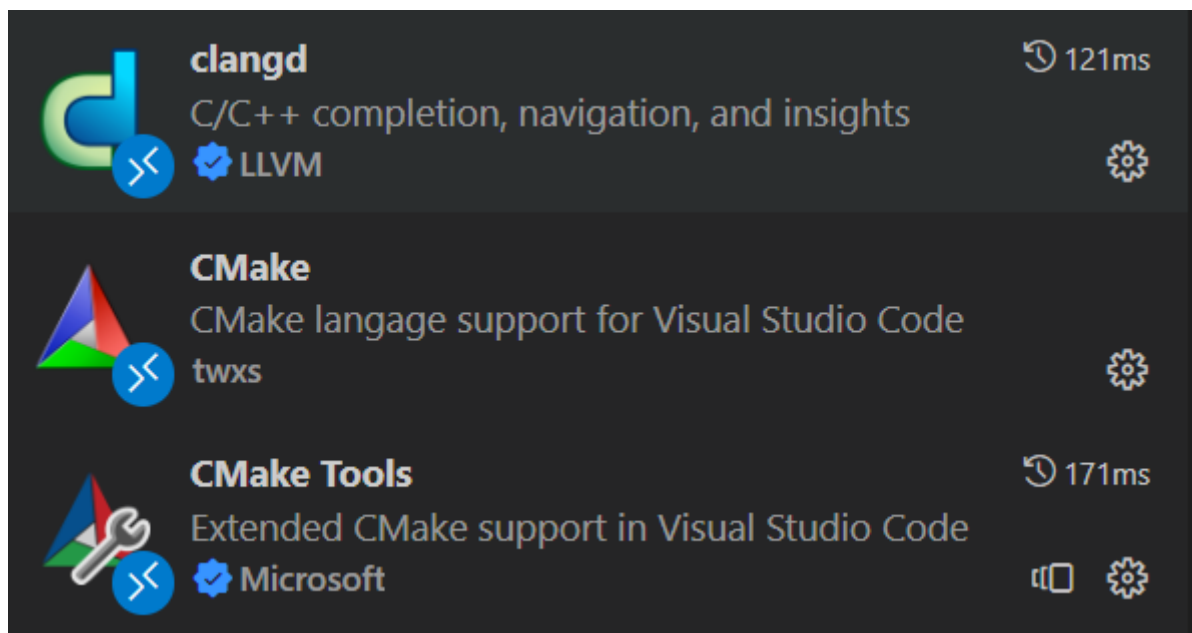 clangd
121ms
C/C++ completion, navigation, and insights
LLVM
CMake
CMake langage support for Visual Studio Code
twxs
CMake Tools
171ms
Extended CMake support in Visual Studio Code
Microsoft